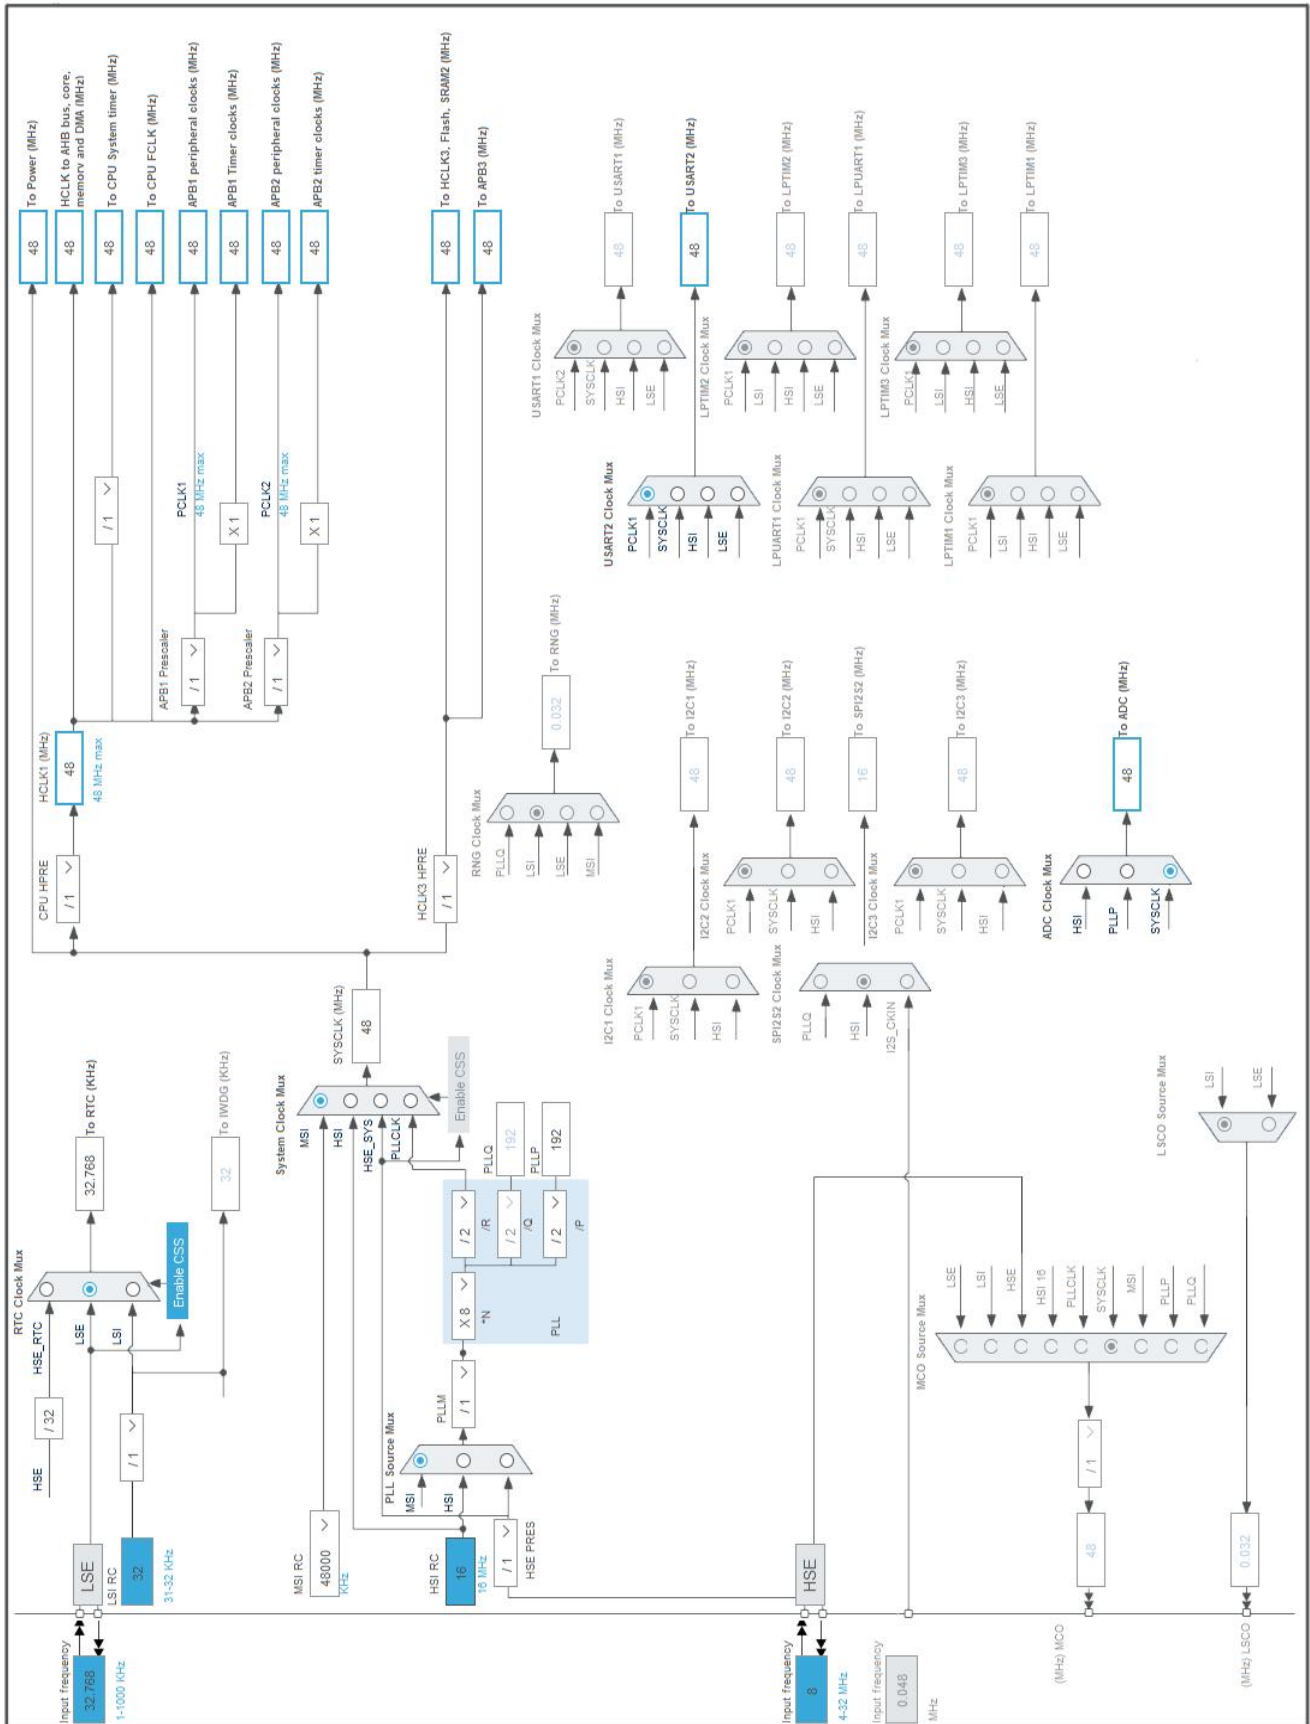 Input frequency
32.768
1-1000 KHz
LSE
LSI RC
32
31-32 KHz
HSE
/ 32
HSE_RTC
LSE
LSI
/ 1
RTC Clock Mux
Enable CSS
32.768
To RTC (KHz)
32
To IWDG (KHz)
MSI RC
48000
KHz
HSI RC
16
16 MHz
/ 1
HSE PRES
PLL Source Mux
MSI
HSI
PLLM
/ 1
X 8
*N
PLL
/ 2
/R
/ 2
/Q
/ 2
/P
PLLQ
192
PLLP
192
System Clock Mux
MSI
HSI
HSE_SYS
PLLCLK
Enable CSS
SYSCLK (MHz)
48
CPU HPRE
/ 1
HCLK1 (MHz)
48
48 MHz max
HCLK3 HPRE
/ 1
APB1 Prescaler
/ 1
APB2 Prescaler
/ 1
/ 1
PCLK1
48 MHz max
X 1
PCLK2
48 MHz max
X 1
48
To Power (MHz)
48
HCLK to AHB bus, core,
memory and DMA (MHz)
48
To CPU System timer (MHz)
48
To CPU FCLK (MHz)
48
APB1 peripheral clocks (MHz)
48
APB1 Timer clocks (MHz)
48
APB2 peripheral clocks (MHz)
48
APB2 timer clocks (MHz)
48
To HCLK3, Flash, SRAM2 (MHz)
48
To APB3 (MHz)
RNG Clock Mux
PLLQ
LSI
LSE
MSI
0.032
To RNG (MHz)
USART1 Clock Mux
PCLK2
SYSCLK
HSI
LSE
48
To USART1 (MHz)
USART2 Clock Mux
PCLK1
SYSCLK
HSI
LSE
48
To USART2 (MHz)
LPTIM2 Clock Mux
PCLK1
LSI
HSI
LSE
48
To LPTIM2 (MHz)
LPUART1 Clock Mux
PCLK1
SYSCLK
HSI
LSE
48
To LPUART1 (MHz)
LPTIM3 Clock Mux
PCLK1
LSI
HSI
LSE
48
To LPTIM3 (MHz)
LPTIM1 Clock Mux
PCLK1
LSI
HSI
LSE
48
To LPTIM1 (MHz)
I2C1 Clock Mux
PCLK1
SYSCLK
HSI
48
To I2C1 (MHz)
I2C2 Clock Mux
PCLK1
SYSCLK
HSI
48
To I2C2 (MHz)
SPI2S2 Clock Mux
PLLQ
HSI
I2S_CKIN
16
To SPI2S2 (MHz)
I2C3 Clock Mux
PCLK1
SYSCLK
HSI
48
To I2C3 (MHz)
ADC Clock Mux
HSI
PLLP
SYSCLK
48
To ADC (MHz)
Input frequency
8
4-32 MHz
HSE
Input frequency
0.048
MHz
MCO Source Mux
LSE
LSI
HSE
HSI 16
PLLCLK
SYSCLK
MSI
PLLP
PLLQ
/ 1
48
(MHz) MCO
LSCO Source Mux
LSI
LSE
0.032
(MHz) LSCO